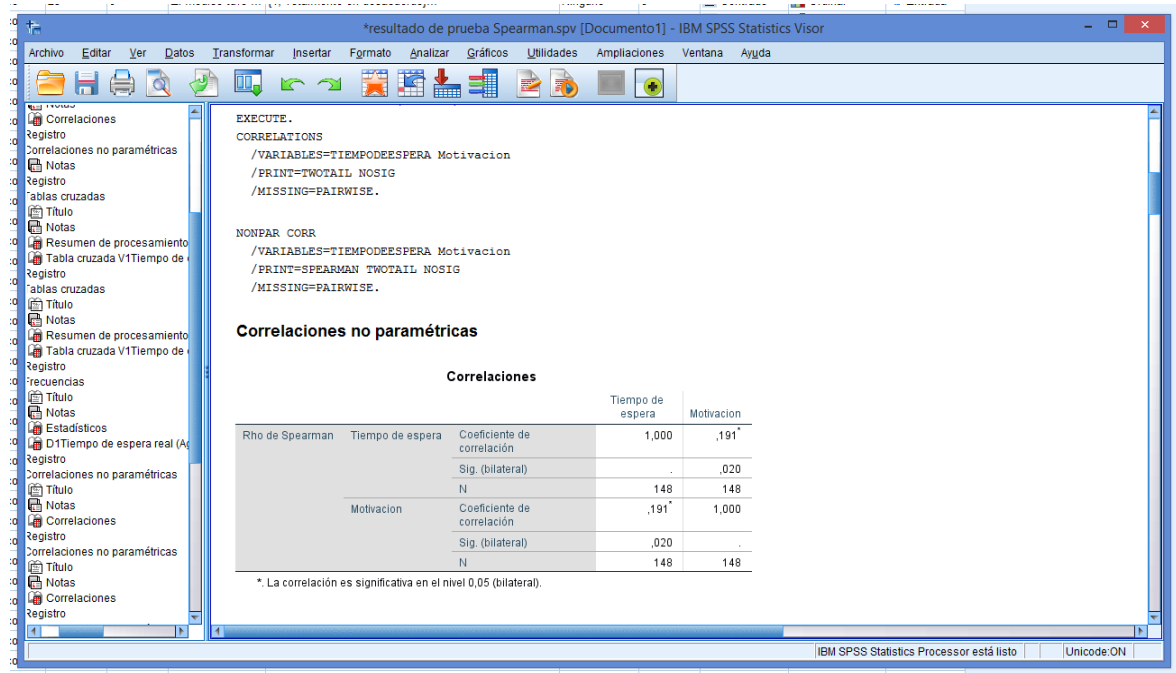 *resultado de prueba Spearman.spv [Documento1] - IBM SPSS Statistics Visor
Archivo Editar Ver Datos Transformar Insertar Formato Analizar Gráficos Utilidades Ampliaciones Ventana Ayuda
Notas
Correlaciones
Registro
Correlaciones no paramétricas
Notas
Registro
Tablas cruzadas
Título
Notas
Resumen de procesamiento
Tabla cruzada V1Tiempo de
Registro
Tablas cruzadas
Título
Notas
Resumen de procesamiento
Tabla cruzada V1Tiempo de
Registro
Frecuencias
Título
Notas
Estadísticos
D1Tiempo de espera real (Ag
Registro
Correlaciones no paramétricas
Título
Notas
Correlaciones
Registro
Correlaciones no paramétricas
Título
Notas
Correlaciones
Registro
EXECUTE.
CORRELATIONS
/VARIABLES=TIEMPODEESPERA Motivacion
/PRINT=TWOTAIL NOSIG
/MISSING=PAIRWISE.
NONPAR CORR
/VARIABLES=TIEMPODEESPERA Motivacion
/PRINT=SPEARMAN TWOTAIL NOSIG
/MISSING=PAIRWISE.
Correlaciones no paramétricas
Correlaciones
Tiempo de espera Motivacion
Rho de Spearman Tiempo de espera Coeficiente de correlación 1,000 ,191*
Sig. (bilateral) . ,020
N 148 148
Motivacion Coeficiente de correlación ,191* 1,000
Sig. (bilateral) ,020 .
N 148 148
*. La correlación es significativa en el nivel 0,05 (bilateral).
IBM SPSS Statistics Processor está listo Unicode:ON